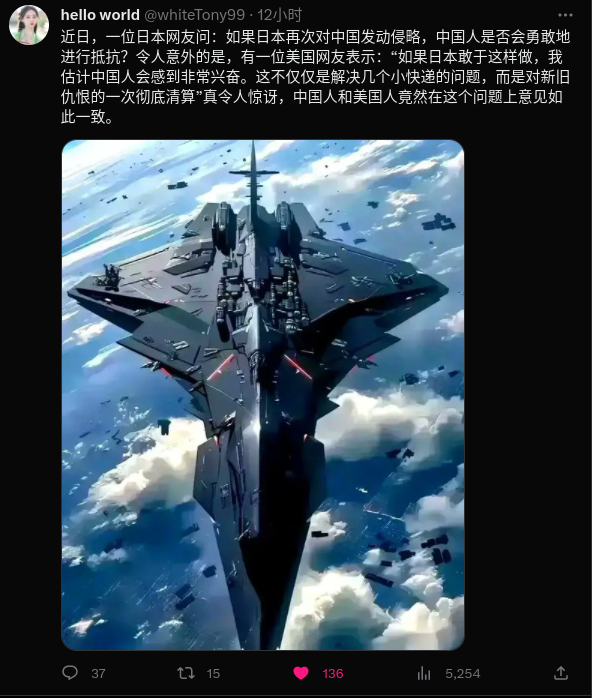 hello world @whiteTony99 · 12小时
近日，一位日本网友问：如果日本再次对中国发动侵略，中国人是否会勇敢地
进行抵抗？令人意外的是，有一位美国网友表示：“如果日本敢于这样做，我
估计中国人会感到非常兴奋。这不仅仅是解决几个小快递的问题，而是对新旧
仇恨的一次彻底清算”真令人惊讶，中国人和美国人竟然在这个问题上意见如
此一致。
37 15 136 5,254